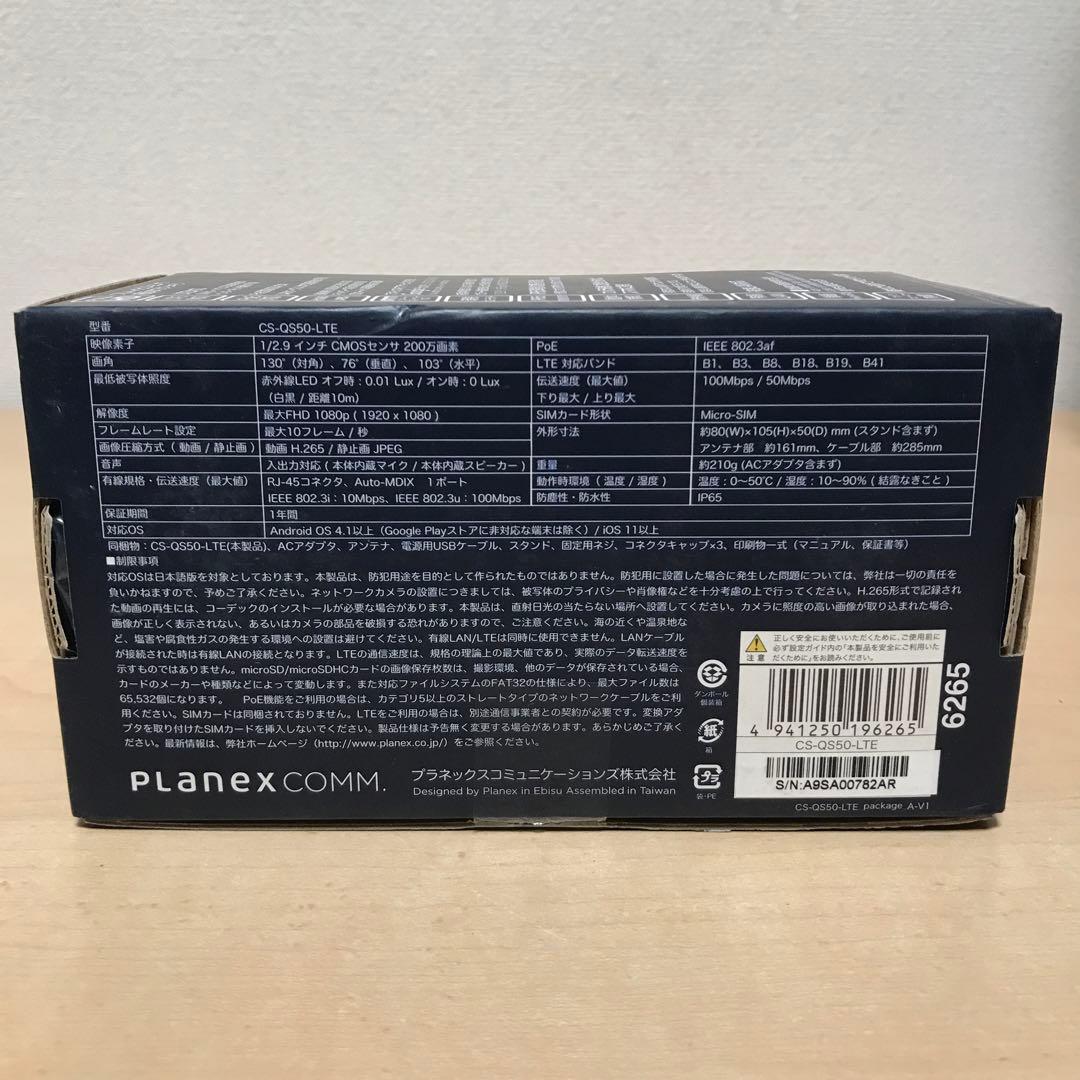 型番 CS-QS50-LTE
映像素子 1/2.9 インチ CMOSセンサ 200万画素 PoE IEEE 802.3af
画角 130°（対角）、76°（垂直）、103°（水平） LTE 対応バンド B1、B3、B8、B18、B19、B41
最低被写体照度 赤外線LED オフ時：0.01 Lux / オン時：0 Lux 伝送速度（最大値） 100Mbps / 50Mbps
（白黒 / 距離10m） 下り最大 / 上り最大
解像度 最大FHD 1080p ( 1920 x 1080 ) SIMカード形状 Micro-SIM
フレームレート設定 最大10フレーム / 秒 外形寸法 約80(W)×105(H)×50(D) mm (スタンド含まず)
画像圧縮方式（ 動画 / 静止画 ） 動画 H.265 / 静止画 JPEG アンテナ部 約161mm、ケーブル部 約285mm
音声 入出力対応 ( 本体内蔵マイク / 本体内蔵スピーカー ) 重量 約210g (ACアダプタ含まず)
有線規格・伝送速度（最大値） RJ-45コネクタ、Auto-MDIX 1ポート 動作時環境（ 温度 / 湿度 ） 温度：0～50℃ / 湿度：10～90% ( 結露なきこと )
IEEE 802.3i：10Mbps、IEEE 802.3u：100Mbps 防塵性・防水性 IP65
保証期間 1年間
対応OS Android OS 4.1以上（Google Playストアに非対応な端末は除く）/ iOS 11以上
同梱物：CS-QS50-LTE(本製品)、ACアダプタ、アンテナ、電源用USBケーブル、スタンド、固定用ネジ、コネクタキャップ×3、印刷物一式（マニュアル、保証書等）
■制限事項
対応OSは日本語版を対象としております。本製品は、防犯用途を目的として作られたものではありません。防犯用に設置した場合に発生した問題については、弊社は一切の責任を
負いかねますので、予めご了承ください。ネットワークカメラの設置につきましては、被写体のプライバシーや肖像権などを十分考慮の上で行ってください。H.265形式で記録され
た動画の再生には、コーデックのインストールが必要な場合があります。本製品は、直射日光の当たらない場所へ設置してください。カメラに照度の高い画像が取り込まれた場合、
画像が正しく表示されない、あるいはカメラの部品を破損する恐れがありますので、ご注意ください。海の近くや温泉地な
ど、塩害や腐食性ガスの発生する環境への設置は避けてください。有線LAN/LTEは同時に使用できません。LANケーブル
が接続された時は有線LANの接続となります。LTEの通信速度は、規格の理論上の最大値であり、実際のデータ転送速度を
示すものではありません。microSD/microSDHCカードの画像保存枚数は、撮影環境、他のデータが保存されている場合、
カードのメーカーや種類などによって変動します。また対応ファイルシステムのFAT32の仕様により、最大ファイル数は
65,532個になります。 PoE機能をご利用の場合は、カテゴリ5以上のストレートタイプのネットワークケーブルをご利
用ください。SIMカードは同梱されておりません。LTEをご利用の場合は、別途通信事業者との契約が必要です。変換アダ
プタを取り付けたSIMカードを挿入しないでください。製品仕様は予告無く変更する場合があります。あらかじめご了承く
ださい。最新情報は、弊社ホームページ（http://www.planex.co.jp/）をご参照ください。
PLanex COMM. プラネックスコミュニケーションズ株式会社
Designed by Planex in Ebisu Assembled in Taiwan
ダンボール
個装箱
紙
箱
プラ
袋・PE
注意
正しく安全にお使いいただくために、ご使用前に
必ず設定ガイド内の「本製品を安全にご利用いた
だくために」をお読みください。
4 941250 196265
CS-QS50-LTE
S/N:A9SA00782AR
CS-QS50-LTE package_A-V1
6265